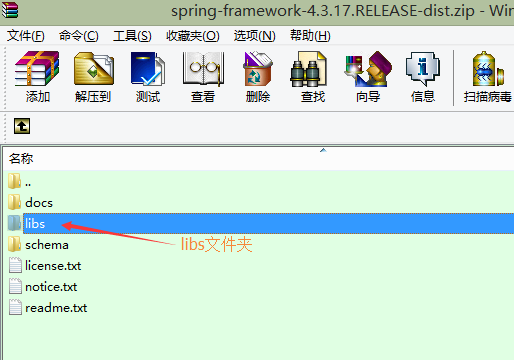 spring-framework-4.3.17.RELEASE-dist.zip - Win
文件(F) 命令(C) 工具(S) 收藏夹(O) 选项(N) 帮助(H)
添加 解压到 测试 查看 删除 查找 向导 信息 扫描病毒
名称
..
docs
libs
libs文件夹
schema
license.txt
notice.txt
readme.txt